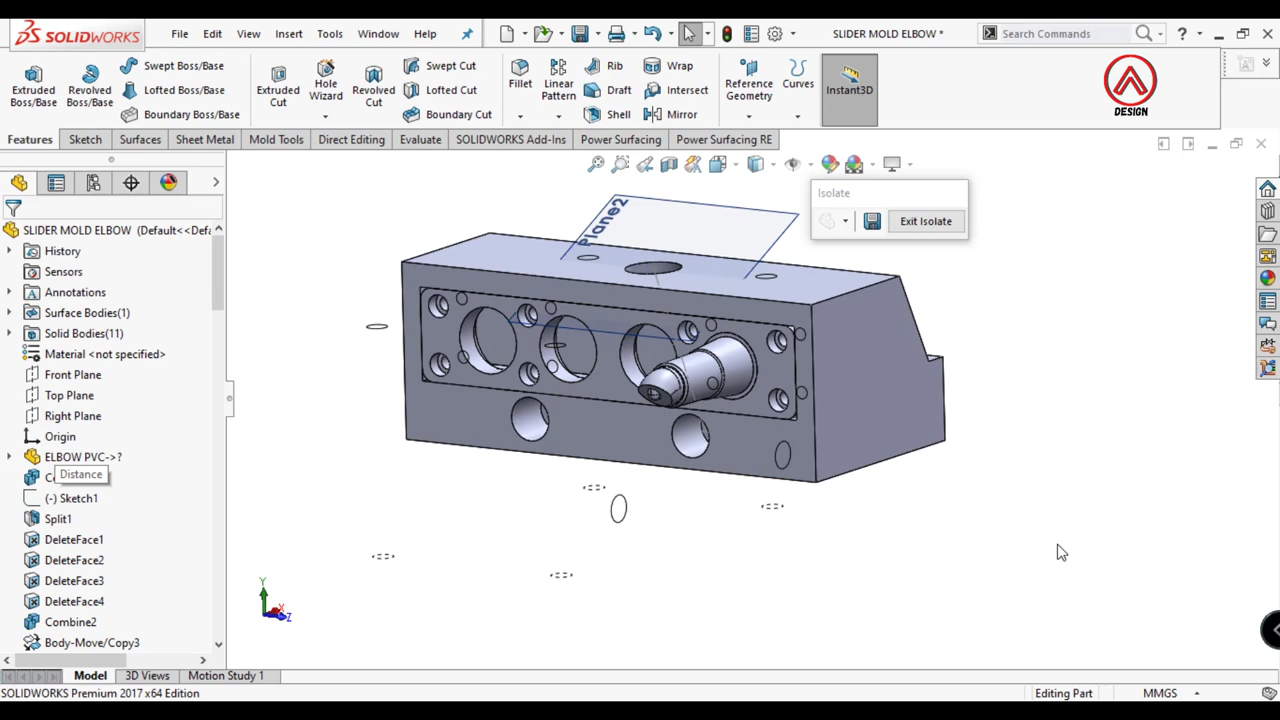 SOLIDWORKS File Edit View Insert Tools Window Help SLIDER MOLD ELBOW * Search Commands ?
Extruded Boss/Base
Revolved Boss/Base
Swept Boss/Base
Lofted Boss/Base
Boundary Boss/Base
Extruded Cut
Hole Wizard
Revolved Cut
Swept Cut
Lofted Cut
Boundary Cut
Fillet
Linear Pattern
Rib
Draft
Shell
Wrap
Intersect
Mirror
Reference Geometry
Curves
Instant3D
DESIGN
Features Sketch Surfaces Sheet Metal Mold Tools Direct Editing Evaluate SOLIDWORKS Add-Ins Power Surfacing Power Surfacing RE
Isolate
Exit Isolate
Plane2
SLIDER MOLD ELBOW (Default<<Defa
History
Sensors
Annotations
Surface Bodies(1)
Solid Bodies(11)
Material <not specified>
Front Plane
Top Plane
Right Plane
Origin
ELBOW PVC->?
Distance
(-) Sketch1
Split1
DeleteFace1
DeleteFace2
DeleteFace3
DeleteFace4
Combine2
Body-Move/Copy3
Y
X
Z
Model 3D Views Motion Study 1
SOLIDWORKS Premium 2017 x64 Edition Editing Part MMGS